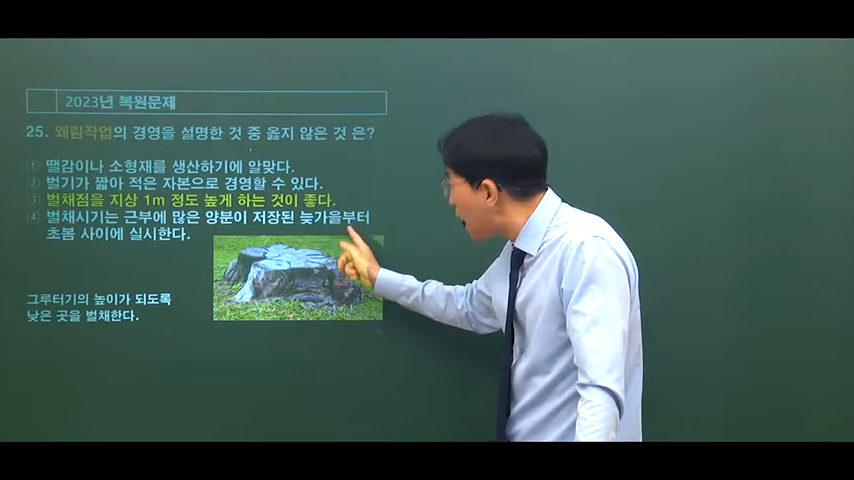 2023년 복원문제
25. 왜림작업의 경영을 설명한 것 중 옳지 않은 것 은?
① 땔감이나 소형재를 생산하기에 알맞다.
② 벌기가 짧아 적은 자본으로 경영할 수 있다.
③ 벌채점을 지상 1m 정도 높게 하는 것이 좋다.
④ 벌채시기는 근부에 많은 양분이 저장된 늦가을부터
초봄 사이에 실시한다.
그루터기의 높이가 되도록
낮은 곳을 벌채한다.